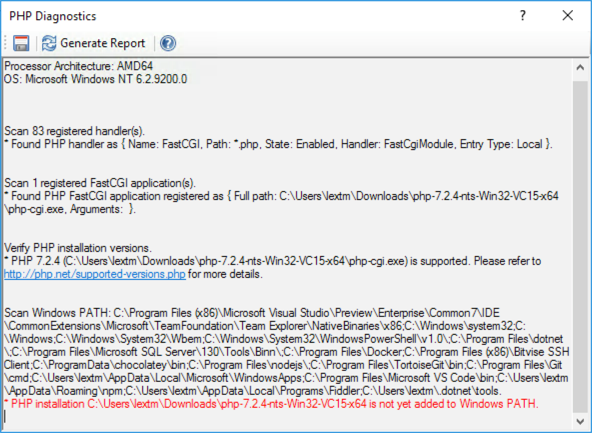 PHP Diagnostics
Generate Report
Processor Architecture: AMD64
OS: Microsoft Windows NT 6.2.9200.0
Scan 83 registered handler(s).
* Found PHP handler as { Name: FastCGI, Path: *.php, State: Enabled, Handler: FastCgiModule, Entry Type: Local }.
Scan 1 registered FastCGI application(s).
* Found PHP FastCGI application registered as { Full path: C:\Users\lextm\Downloads\php-7.2.4-nts-Win32-VC15-x64
\php-cgi.exe, Arguments:  }.
Verify PHP installation versions.
* PHP 7.2.4 (C:\Users\lextm\Downloads\php-7.2.4-nts-Win32-VC15-x64\php-cgi.exe) is supported. Please refer to
http://php.net/supported-versions.php for more details.
Scan Windows PATH: C:\Program Files (x86)\Microsoft Visual Studio\Preview\Enterprise\Common7\IDE
\CommonExtensions\Microsoft\TeamFoundation\Team Explorer\NativeBinaries\x86;C:\Windows\system32;C:
\Windows;C:\Windows\System32\Wbem;C:\Windows\System32\WindowsPowerShell\v1.0\;C:\Program Files\dotnet
\;C:\Program Files\Microsoft SQL Server\130\Tools\Binn\;C:\Program Files\Docker;C:\Program Files (x86)\Bitvise SSH
Client;C:\ProgramData\chocolatey\bin;C:\Program Files\nodejs\;C:\Program Files\TortoiseGit\bin;C:\Program Files\Git
\cmd;C:\Users\lextm\AppData\Local\Microsoft\WindowsApps;C:\Program Files\Microsoft VS Code\bin;C:\Users\lextm
\AppData\Roaming\npm;C:\Users\lextm\AppData\Local\Programs\Fiddler;C:\Users\lextm\.dotnet\tools.
* PHP installation C:\Users\lextm\Downloads\php-7.2.4-nts-Win32-VC15-x64 is not yet added to Windows PATH.